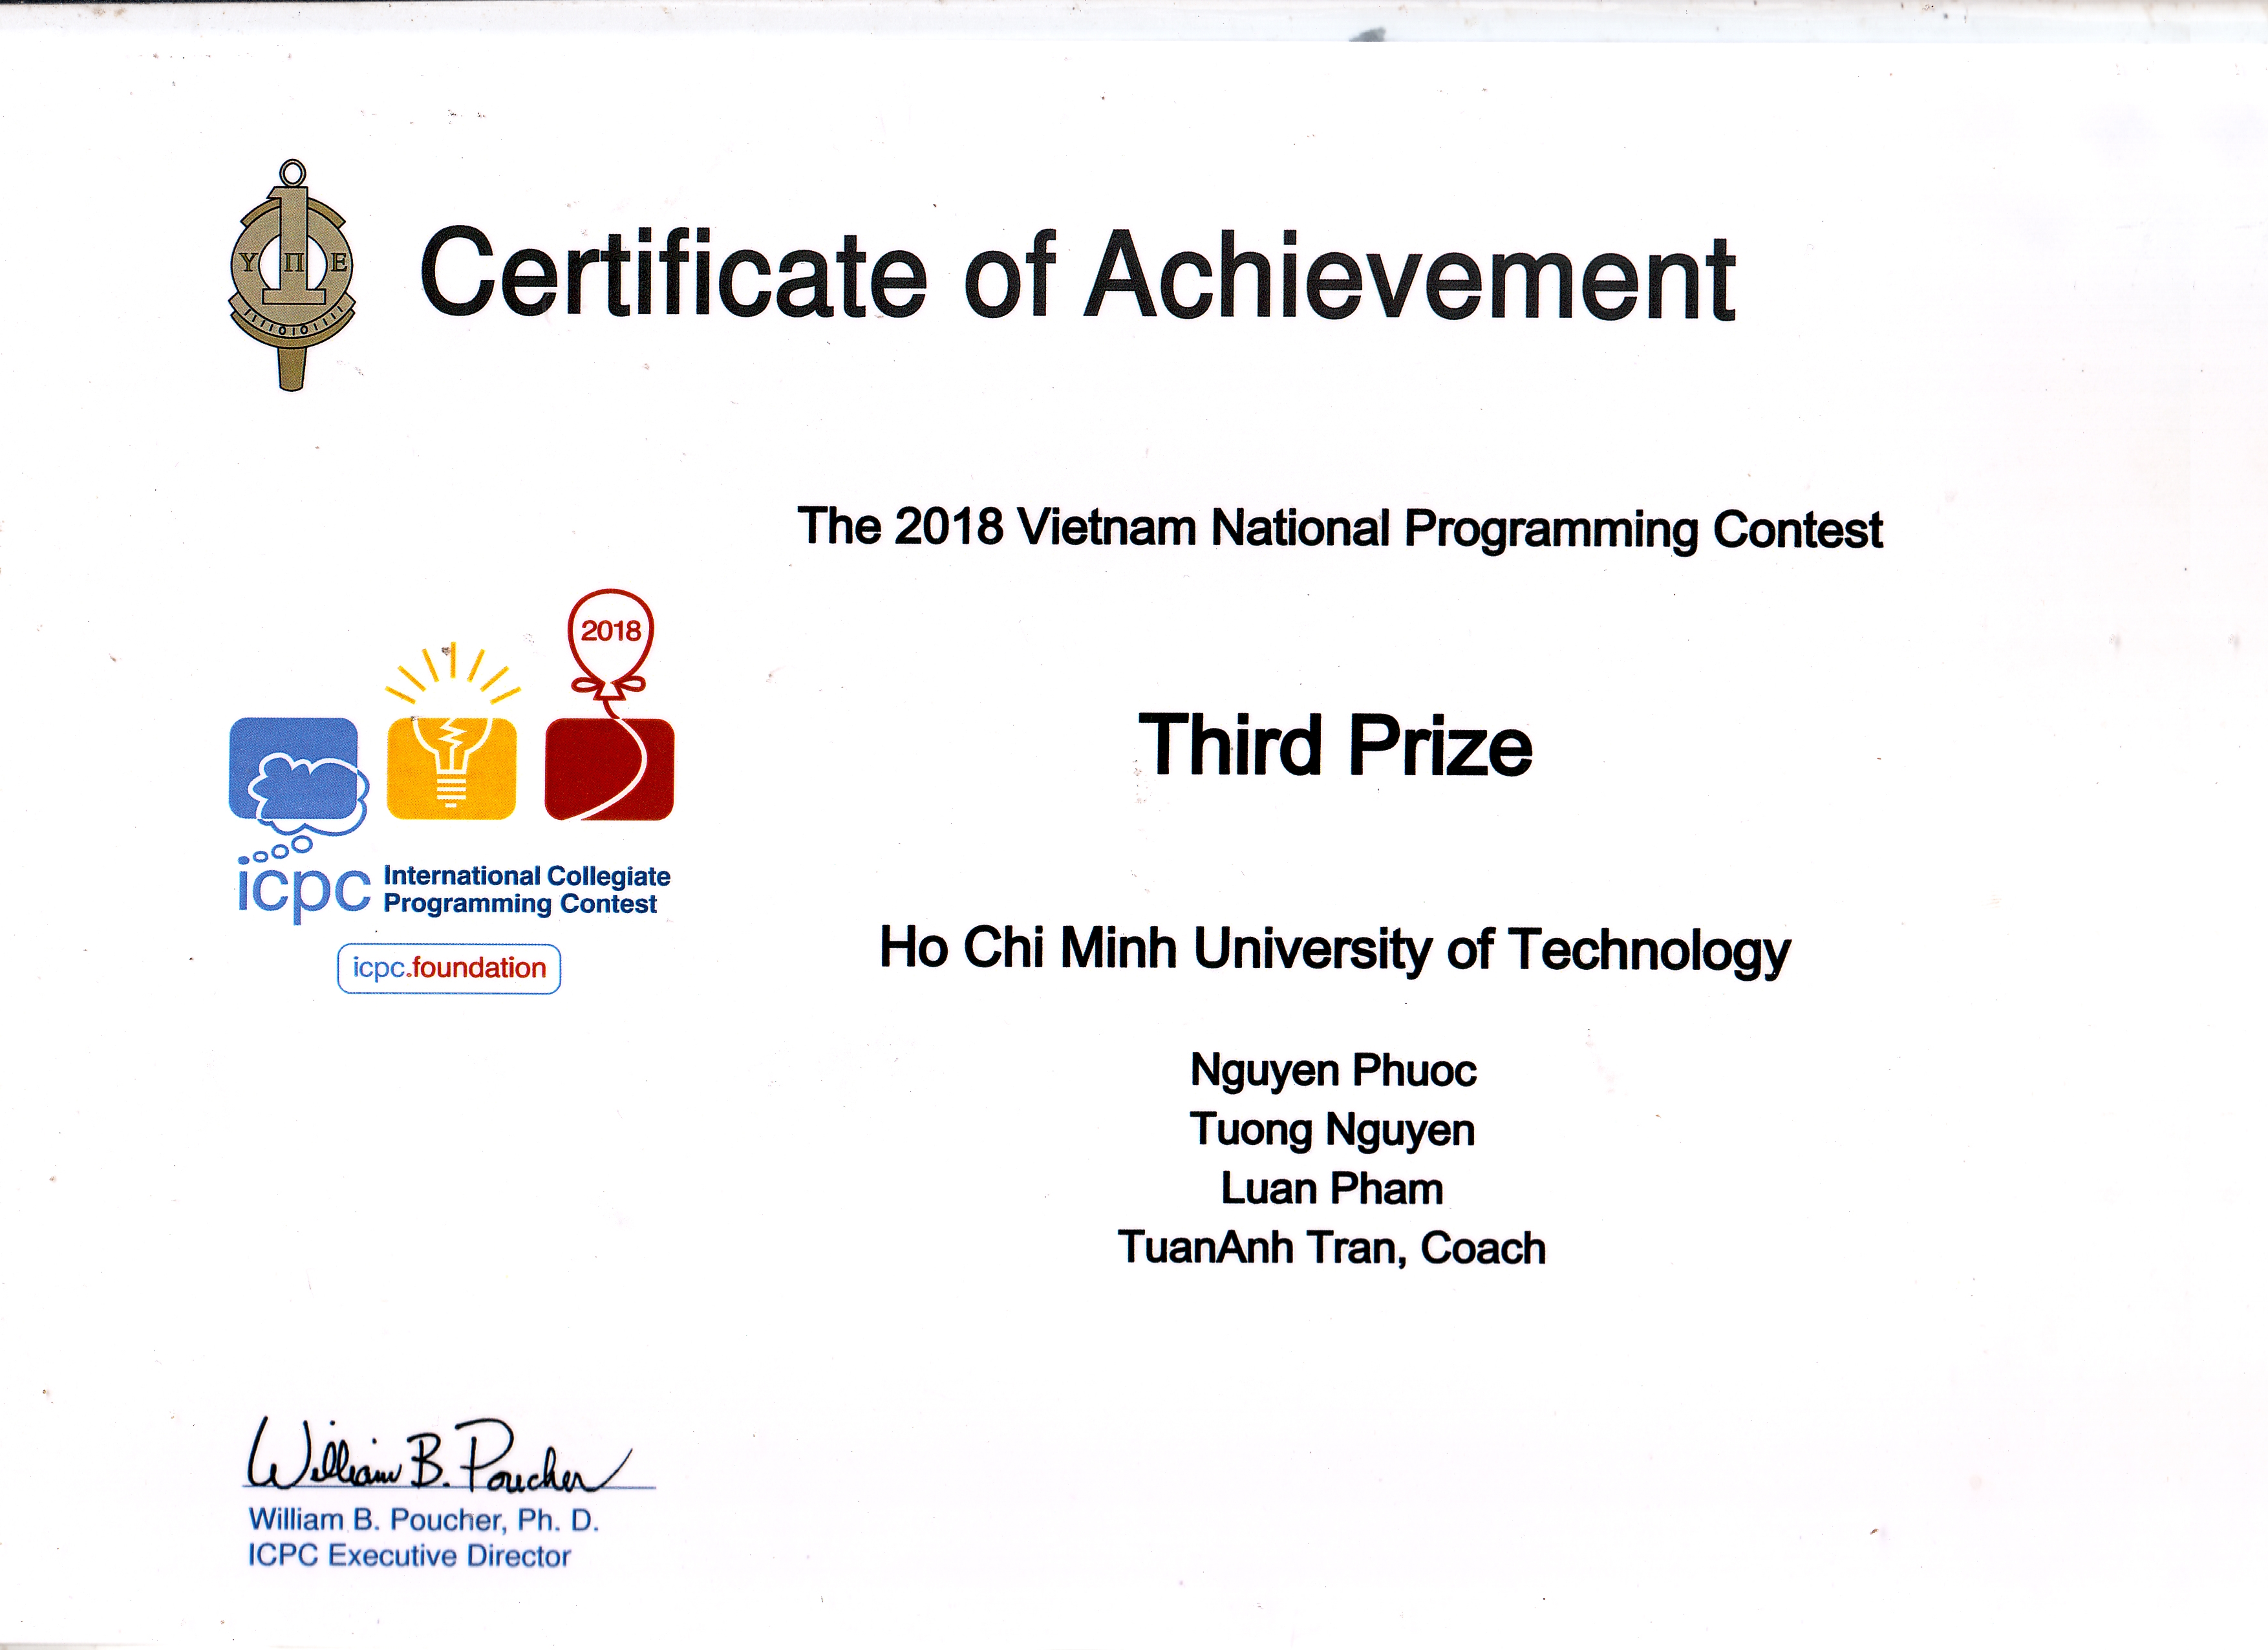 Υ Π Ε
1111010111
Certificate of Achievement
The 2018 Vietnam National Programming Contest
2018
Third Prize
icpc International Collegiate
Programming Contest
icpc.foundation
Ho Chi Minh University of Technology
Nguyen Phuoc
Tuong Nguyen
Luan Pham
TuanAnh Tran, Coach
William B. Poucher
William B. Poucher, Ph. D.
ICPC Executive Director